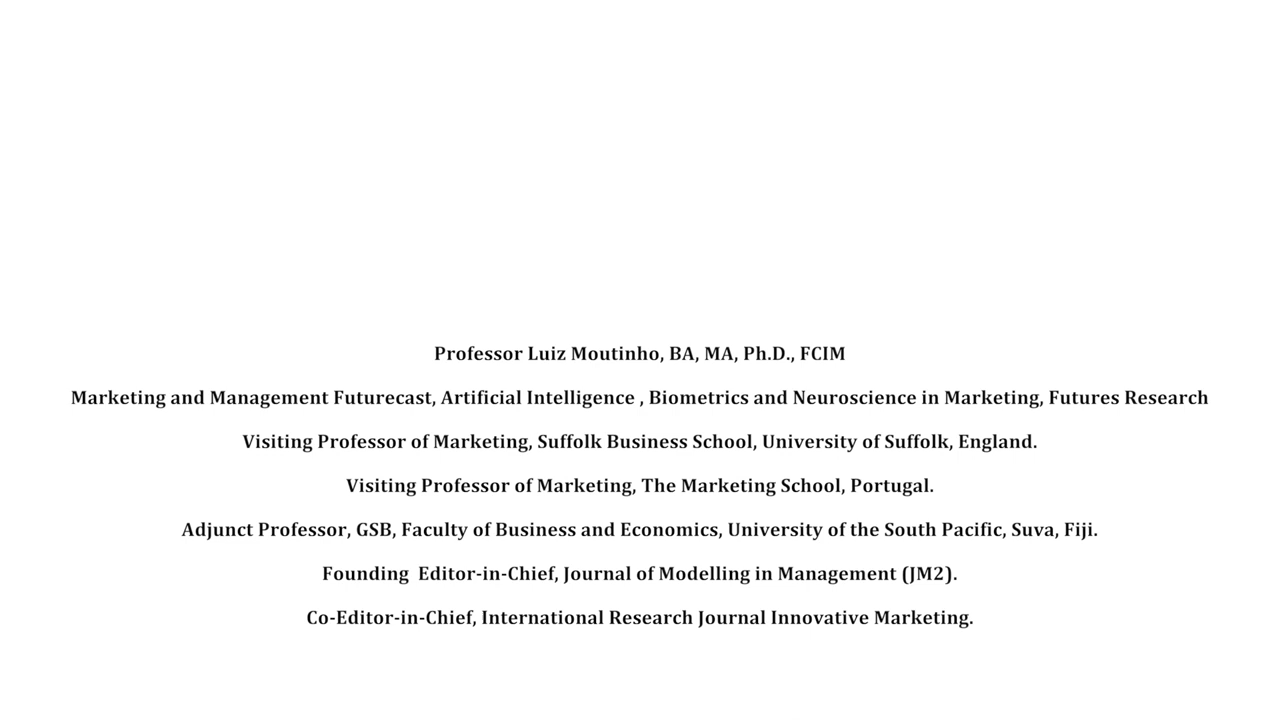 Professor Luiz Moutinho, BA, MA, Ph.D., FCIM
Marketing and Management Futurecast, Artificial Intelligence , Biometrics and Neuroscience in Marketing, Futures Research
Visiting Professor of Marketing, Suffolk Business School, University of Suffolk, England.
Visiting Professor of Marketing, The Marketing School, Portugal.
Adjunct Professor, GSB, Faculty of Business and Economics, University of the South Pacific, Suva, Fiji.
Founding  Editor-in-Chief, Journal of Modelling in Management (JM2).
Co-Editor-in-Chief, International Research Journal Innovative Marketing.